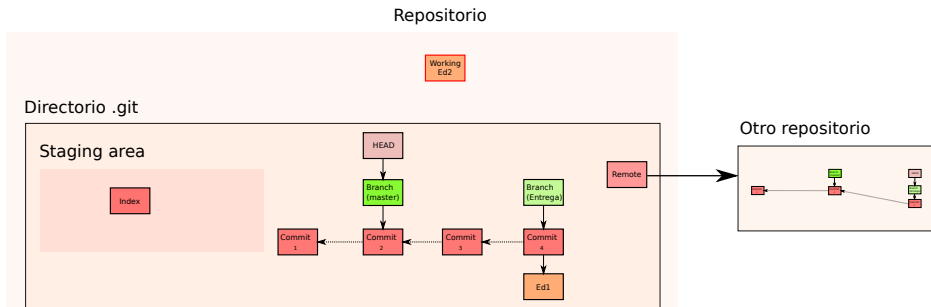 Repositorio
Working
Ed2
Directorio .git
Otro repositorio
Staging area
HEAD
Remote
Index
Branch
(master)
Branch
(Entrega)
Commit
1
Commit
2
Commit
3
Commit
4
Ed1